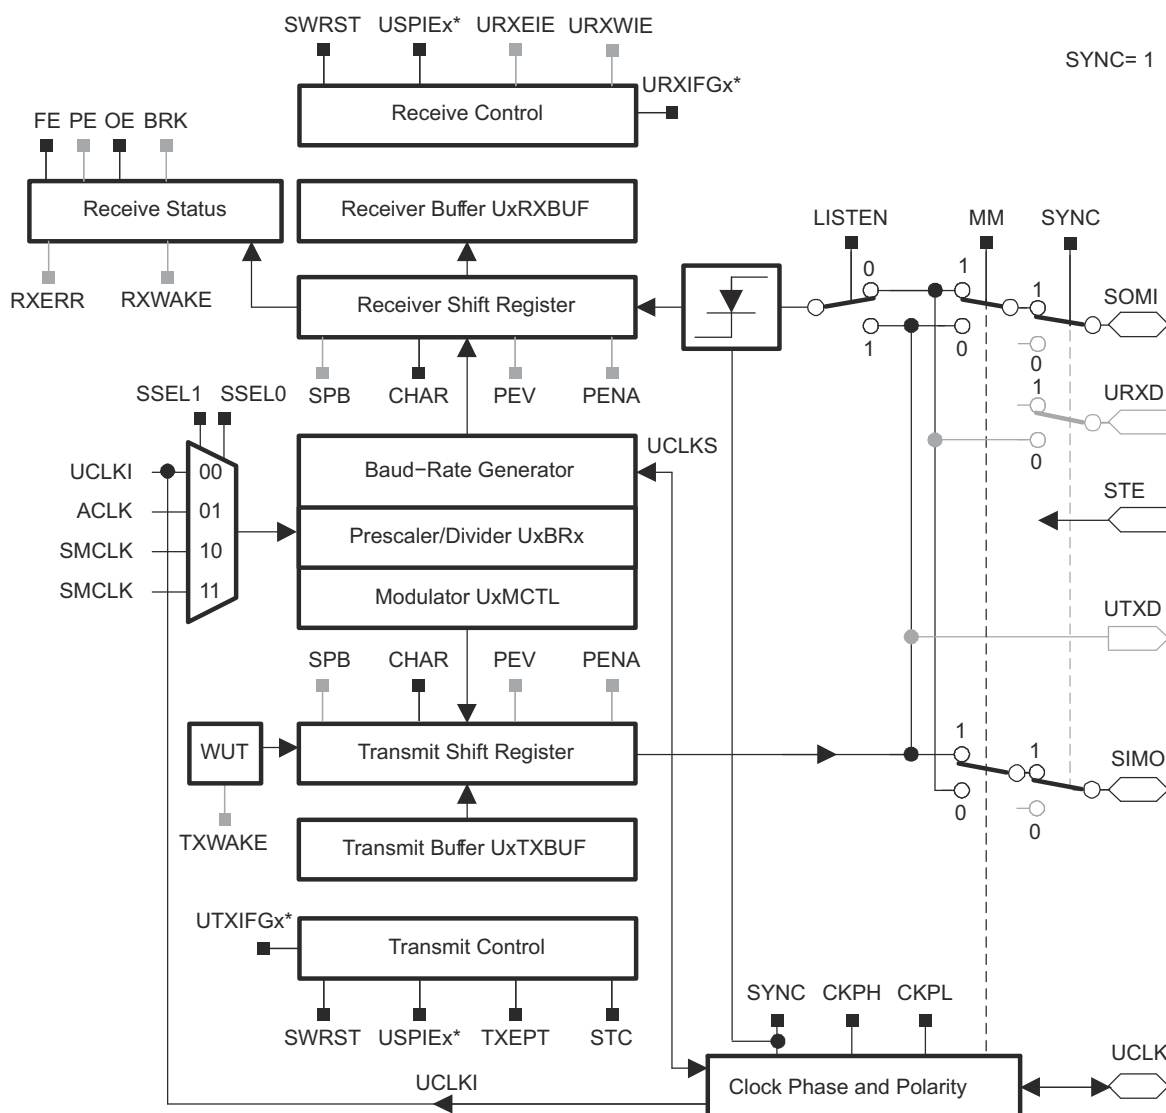 SWRST USPIEx* URXEIE URXWIE
SYNC= 1
URXIFGx*
Receive Control
FE PE OE BRK
Receive Status
Receiver Buffer UxRXBUF
LISTEN MM SYNC
RXERR RXWAKE
Receiver Shift Register
0 1 1 SOMI
1 0 0
SPB CHAR PEV PENA
SSEL1 SSEL0
1 URXD
0
UCLKS
UCLKI 00
Baud−Rate Generator
ACLK 01
STE
SMCLK 10
Prescaler/Divider UxBRx
SMCLK 11
Modulator UxMCTL
UTXD
SPB CHAR PEV PENA
WUT
Transmit Shift Register
1 1 SIMO
0 0
TXWAKE
Transmit Buffer UxTXBUF
UTXIFGx*
Transmit Control
SYNC CKPH CKPL
SWRST USPIEx* TXEPT STC
UCLK
UCLKI
Clock Phase and Polarity